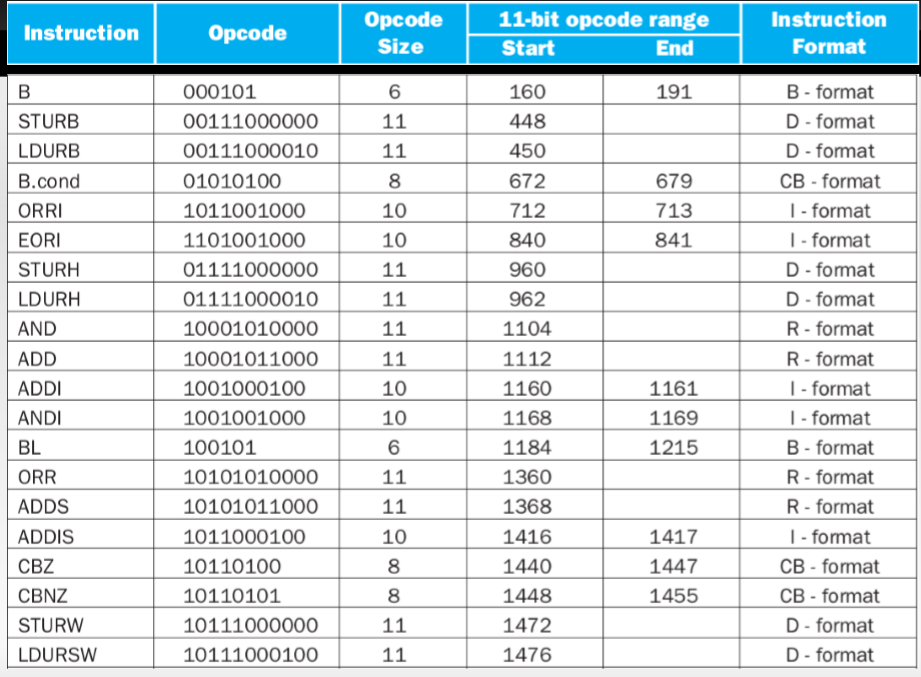 Instruction Opcode Opcode Size 11-bit opcode range Start End Instruction Format
B 000101 6 160 191 B - format
STURB 00111000000 11 448 D - format
LDURB 00111000010 11 450 D - format
B.cond 01010100 8 672 679 CB - format
ORRI 1011001000 10 712 713 I - format
EORI 1101001000 10 840 841 I - format
STURH 01111000000 11 960 D - format
LDURH 01111000010 11 962 D - format
AND 10001010000 11 1104 R - format
ADD 10001011000 11 1112 R - format
ADDI 1001000100 10 1160 1161 I - format
ANDI 1001001000 10 1168 1169 I - format
BL 100101 6 1184 1215 B - format
ORR 10101010000 11 1360 R - format
ADDS 10101011000 11 1368 R - format
ADDIS 1011000100 10 1416 1417 I - format
CBZ 10110100 8 1440 1447 CB - format
CBNZ 10110101 8 1448 1455 CB - format
STURW 10111000000 11 1472 D - format
LDURSW 10111000100 11 1476 D - format